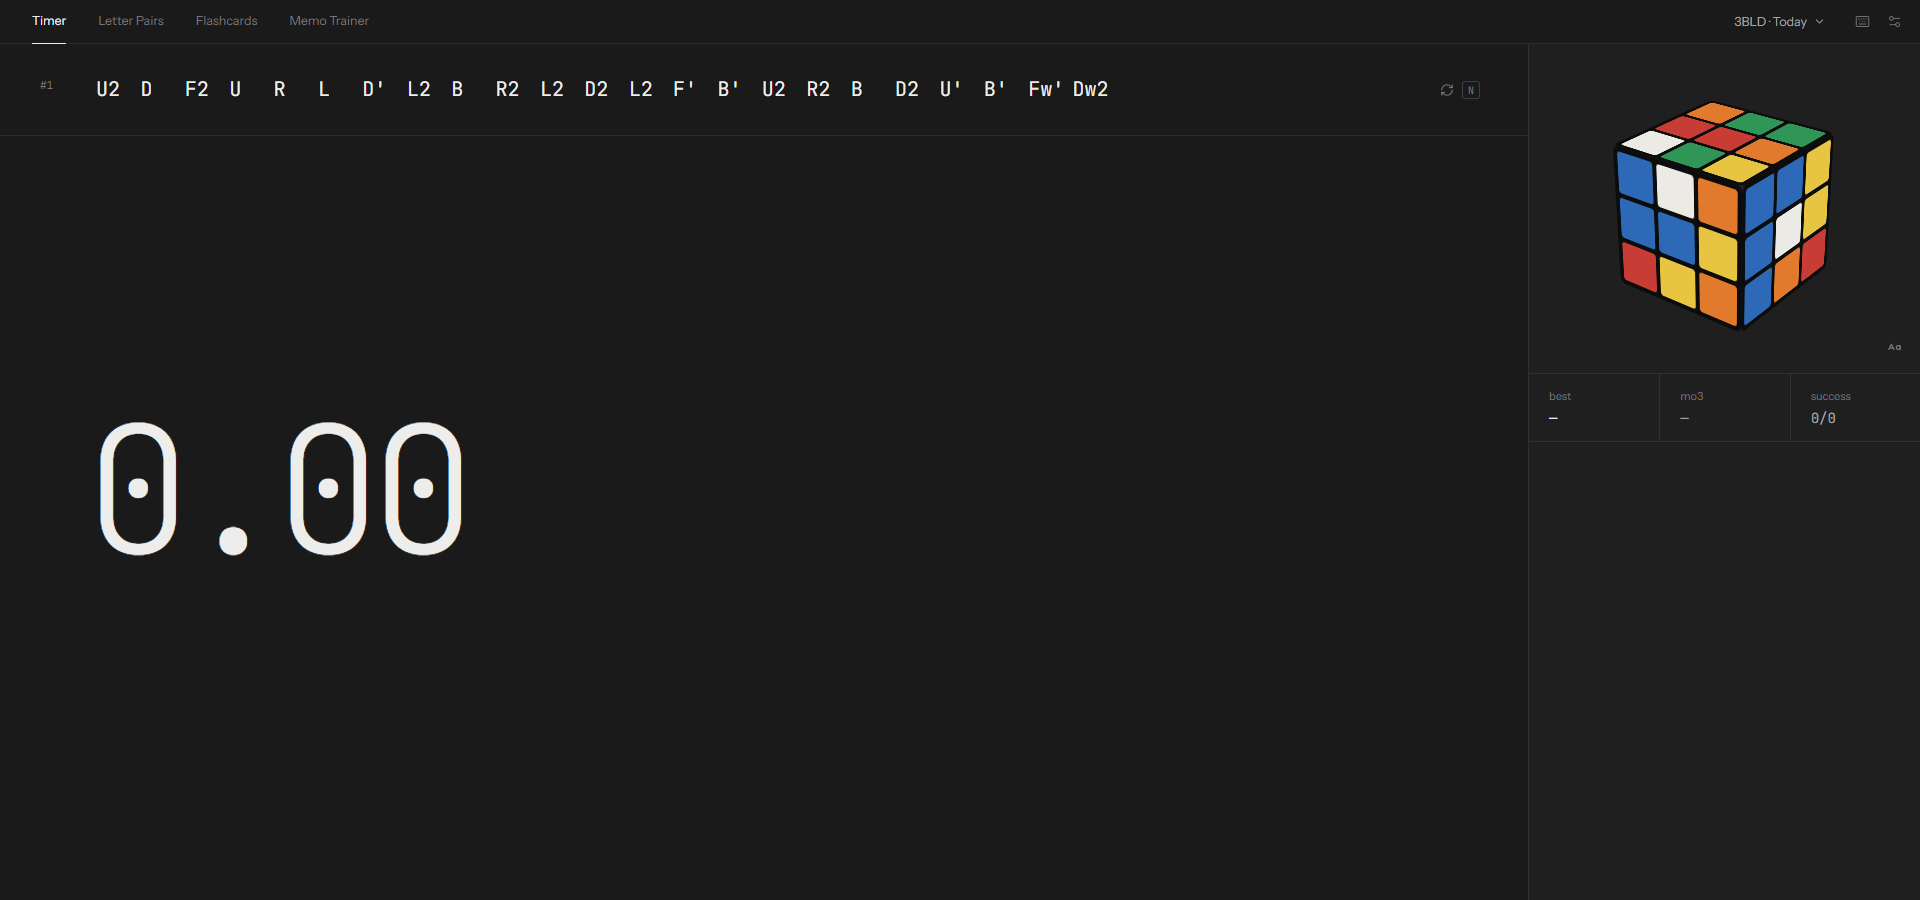 Timer Letter Pairs Flashcards Memo Trainer 3BLD · Today
#1 U2 D F2 U R L D' L2 B R2 L2 D2 L2 F' B' U2 R2 B D2 U' B' Fw' Dw2 N
0.00
Aa
best mo3 success
– – 0/0